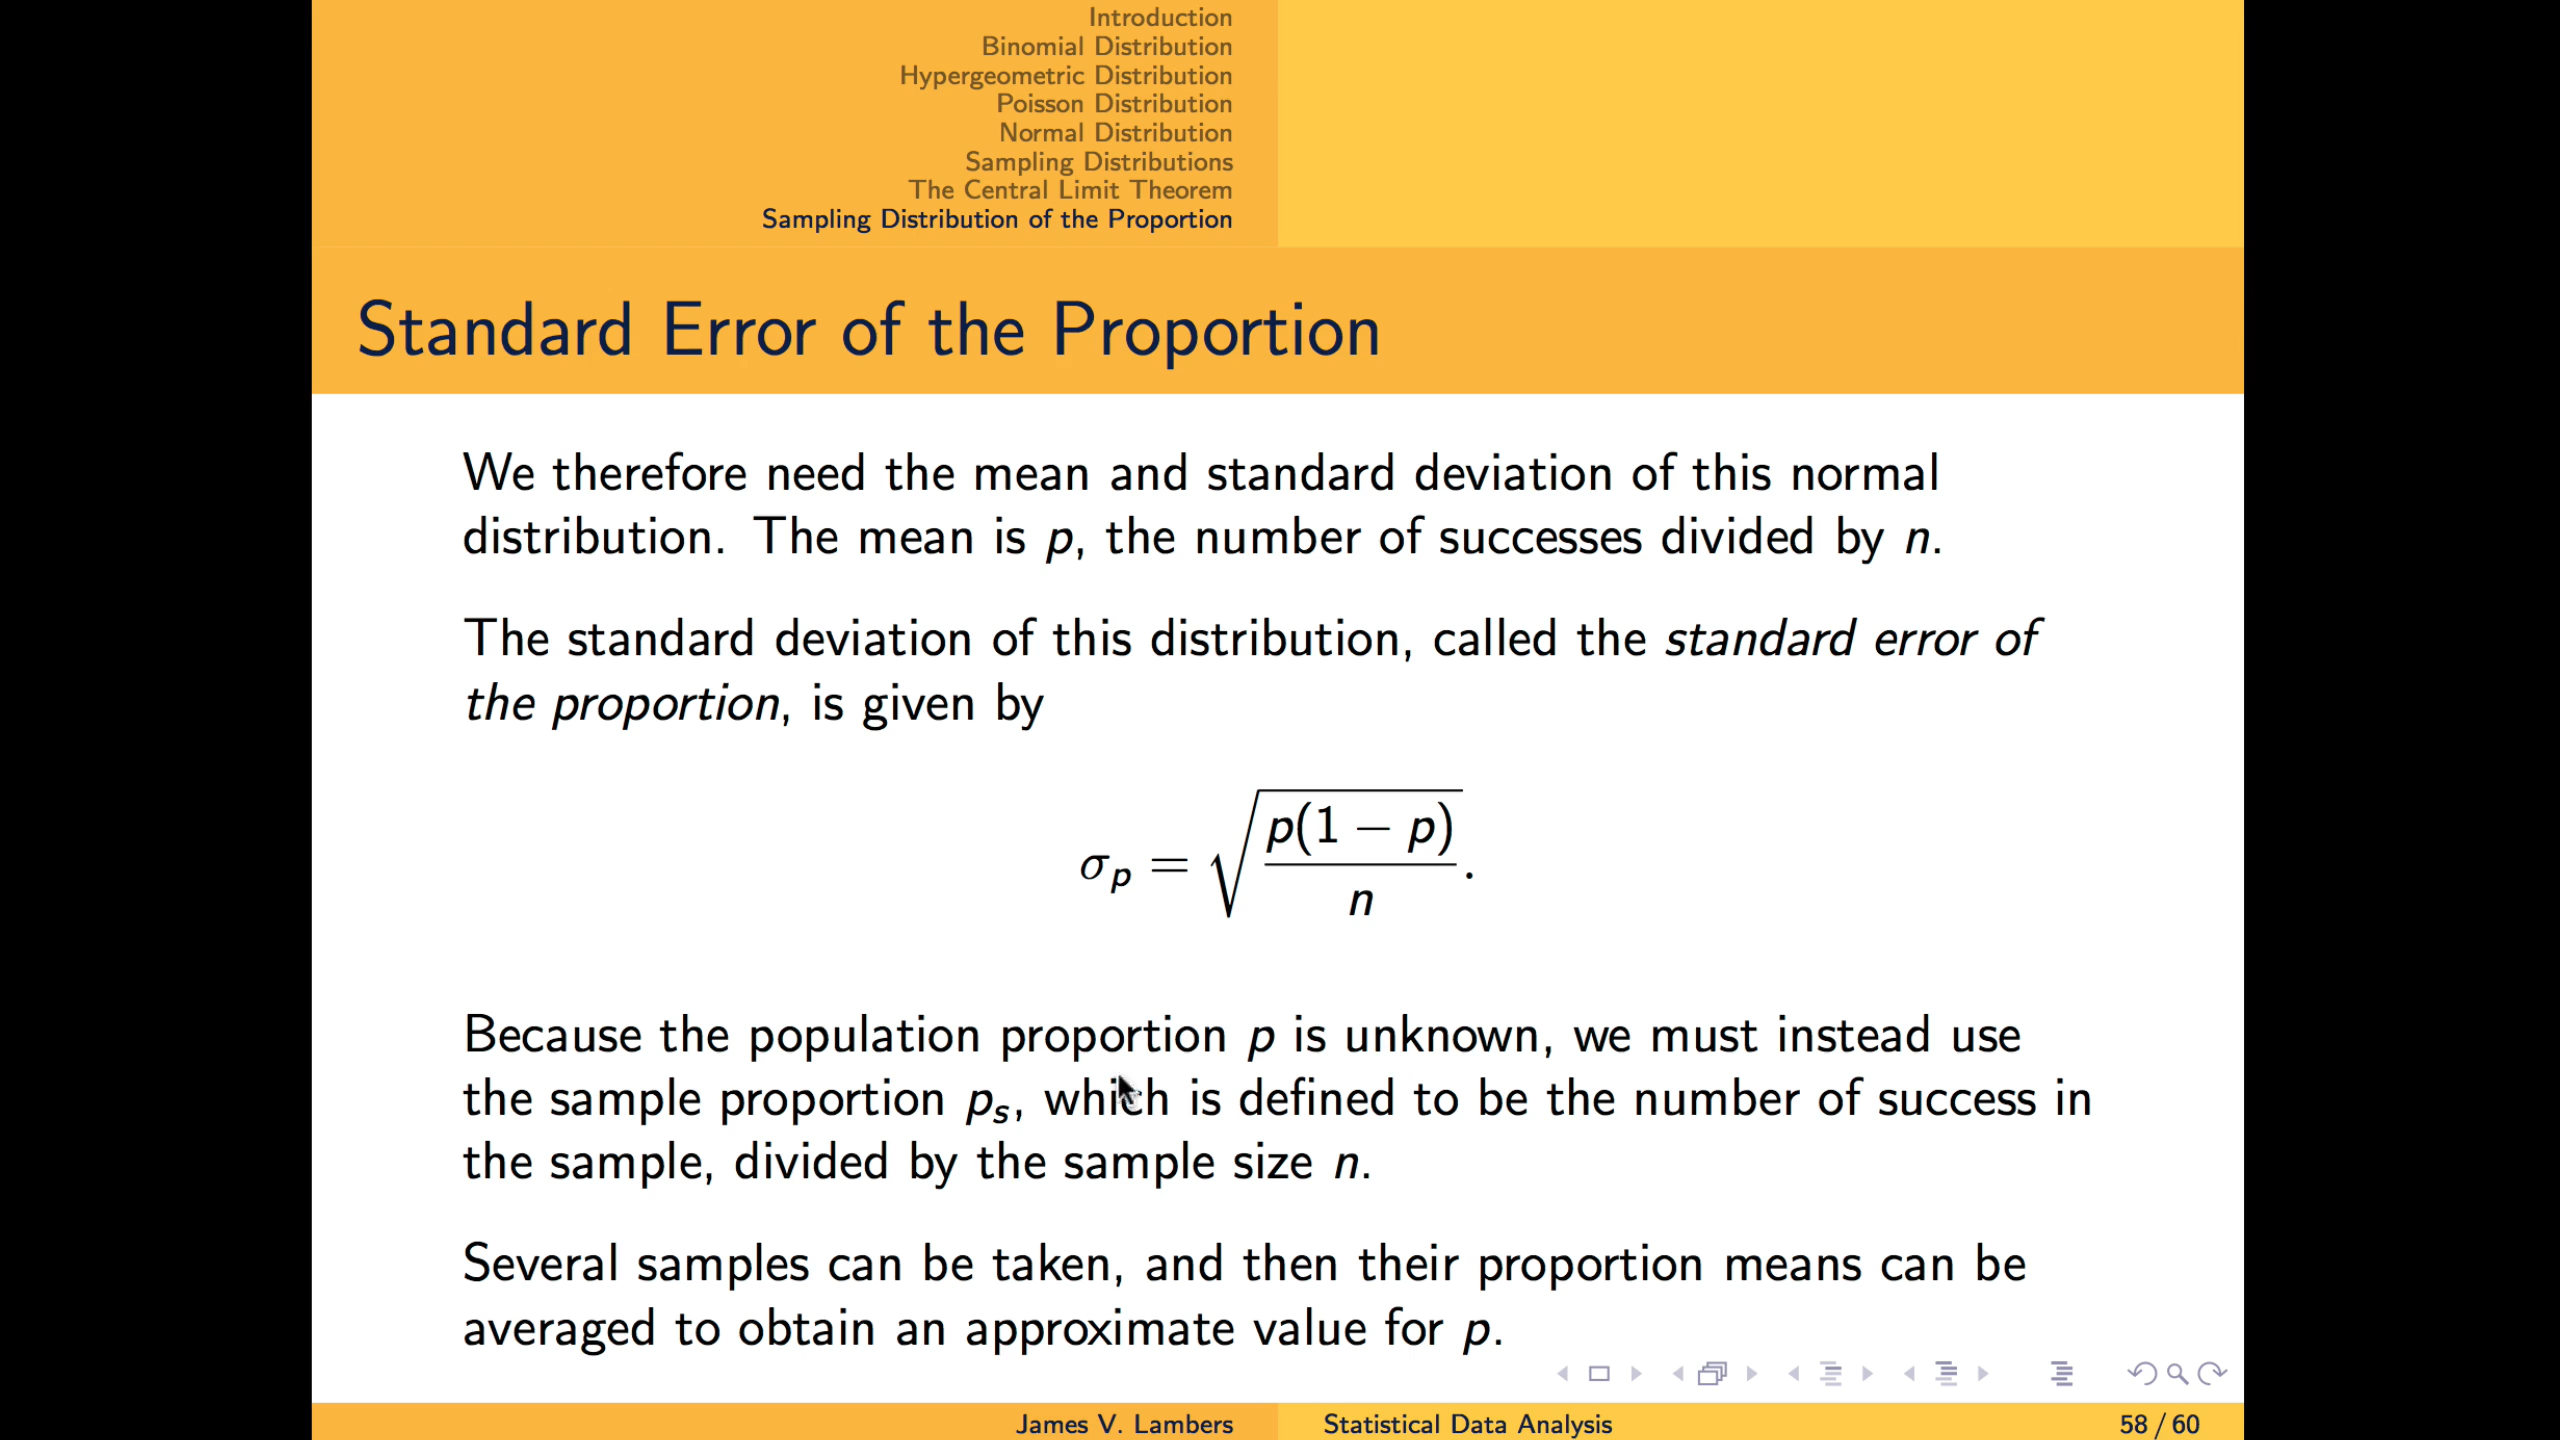 Introduction
Binomial Distribution
Hypergeometric Distribution
Poisson Distribution
Normal Distribution
Sampling Distributions
The Central Limit Theorem
Sampling Distribution of the Proportion
Standard Error of the Proportion
We therefore need the mean and standard deviation of this normal
distribution. The mean is p, the number of successes divided by n.
The standard deviation of this distribution, called the standard error of
the proportion, is given by
σ_p = √(p(1 − p)/n).
Because the population proportion p is unknown, we must instead use
the sample proportion p_s, which is defined to be the number of success in
the sample, divided by the sample size n.
Several samples can be taken, and then their proportion means can be
averaged to obtain an approximate value for p.
James V. Lambers Statistical Data Analysis 58 / 60